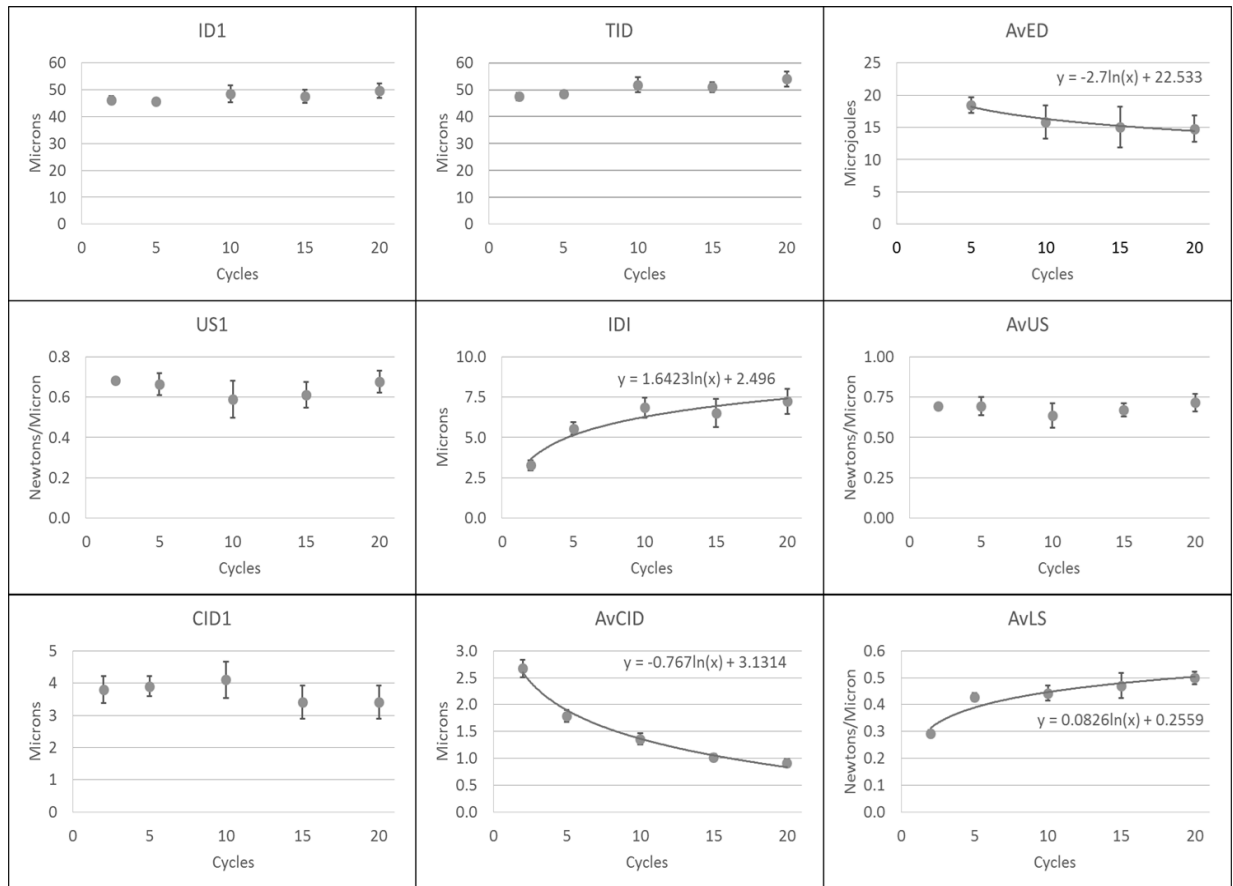 ID1
60
50
40
30
20
10
0
Microns
0 5 10 15 20
Cycles
TID
60
50
40
30
20
10
0
Microns
0 5 10 15 20
Cycles
AvED
y = -2.7ln(x) + 22.533
25
20
15
10
5
0
Microjoules
0 5 10 15 20
Cycles
US1
0.8
0.6
0.4
0.2
0.0
Newtons/Micron
0 5 10 15 20
Cycles
IDI
y = 1.6423ln(x) + 2.496
10.0
7.5
5.0
2.5
0.0
Microns
0 5 10 15 20
Cycles
AvUS
1.00
0.75
0.50
0.25
0.00
Newtons/Micron
0 5 10 15 20
Cycles
CID1
5
4
3
2
1
0
Microns
0 5 10 15 20
Cycles
AvCID
y = -0.767ln(x) + 3.1314
3.0
2.5
2.0
1.5
1.0
0.5
0.0
Microns
0 5 10 15 20
Cycles
AvLS
0.6
0.5
0.4
0.3
0.2
0.1
0.0
y = 0.0826ln(x) + 0.2559
Newtons/Micron
0 5 10 15 20
Cycles